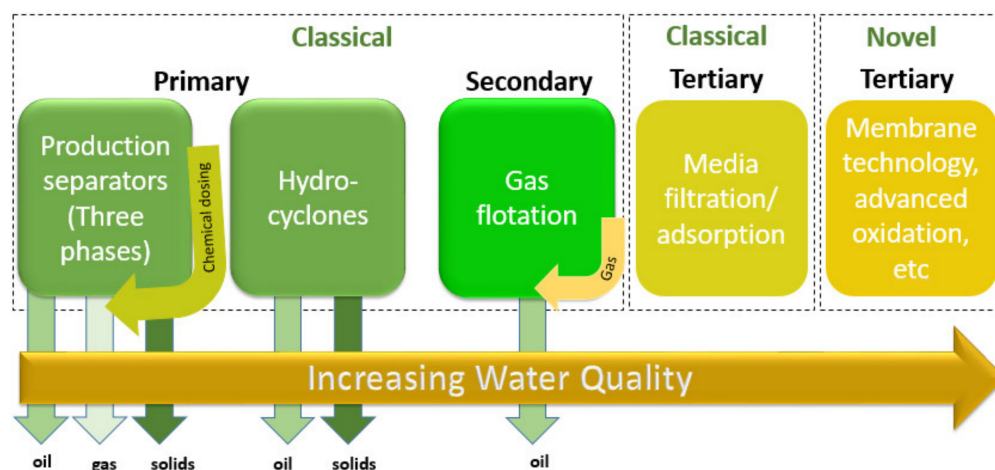 Classical
Classical
Novel
Primary
Secondary
Tertiary
Tertiary
Production
separators
(Three
phases)
Chemical dosing
Hydro-
cyclones
Gas
flotation
Gas
Media
filtration/
adsorption
Membrane
technology,
advanced
oxidation,
etc
Increasing Water Quality
oil
gas
solids
oil
solids
oil